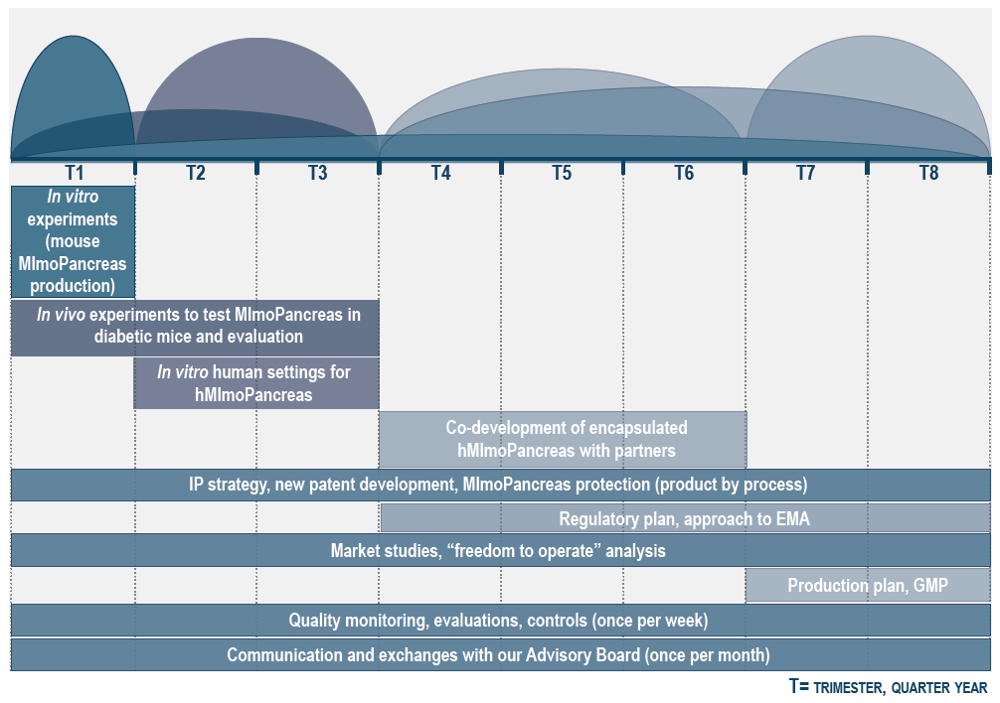 T1 T2 T3 T4 T5 T6 T7 T8
In vitro
experiments
(mouse
MImoPancreas
production)
In vivo experiments to test MImoPancreas in
diabetic mice and evaluation
In vitro human settings for
hMImoPancreas
Co-development of encapsulated
hMImoPancreas with partners
IP strategy, new patent development, MImoPancreas protection (product by process)
Regulatory plan, approach to EMA
Market studies, “freedom to operate” analysis
Production plan, GMP
Quality monitoring, evaluations, controls (once per week)
Communication and exchanges with our Advisory Board (once per month)
T= TRIMESTER, QUARTER YEAR